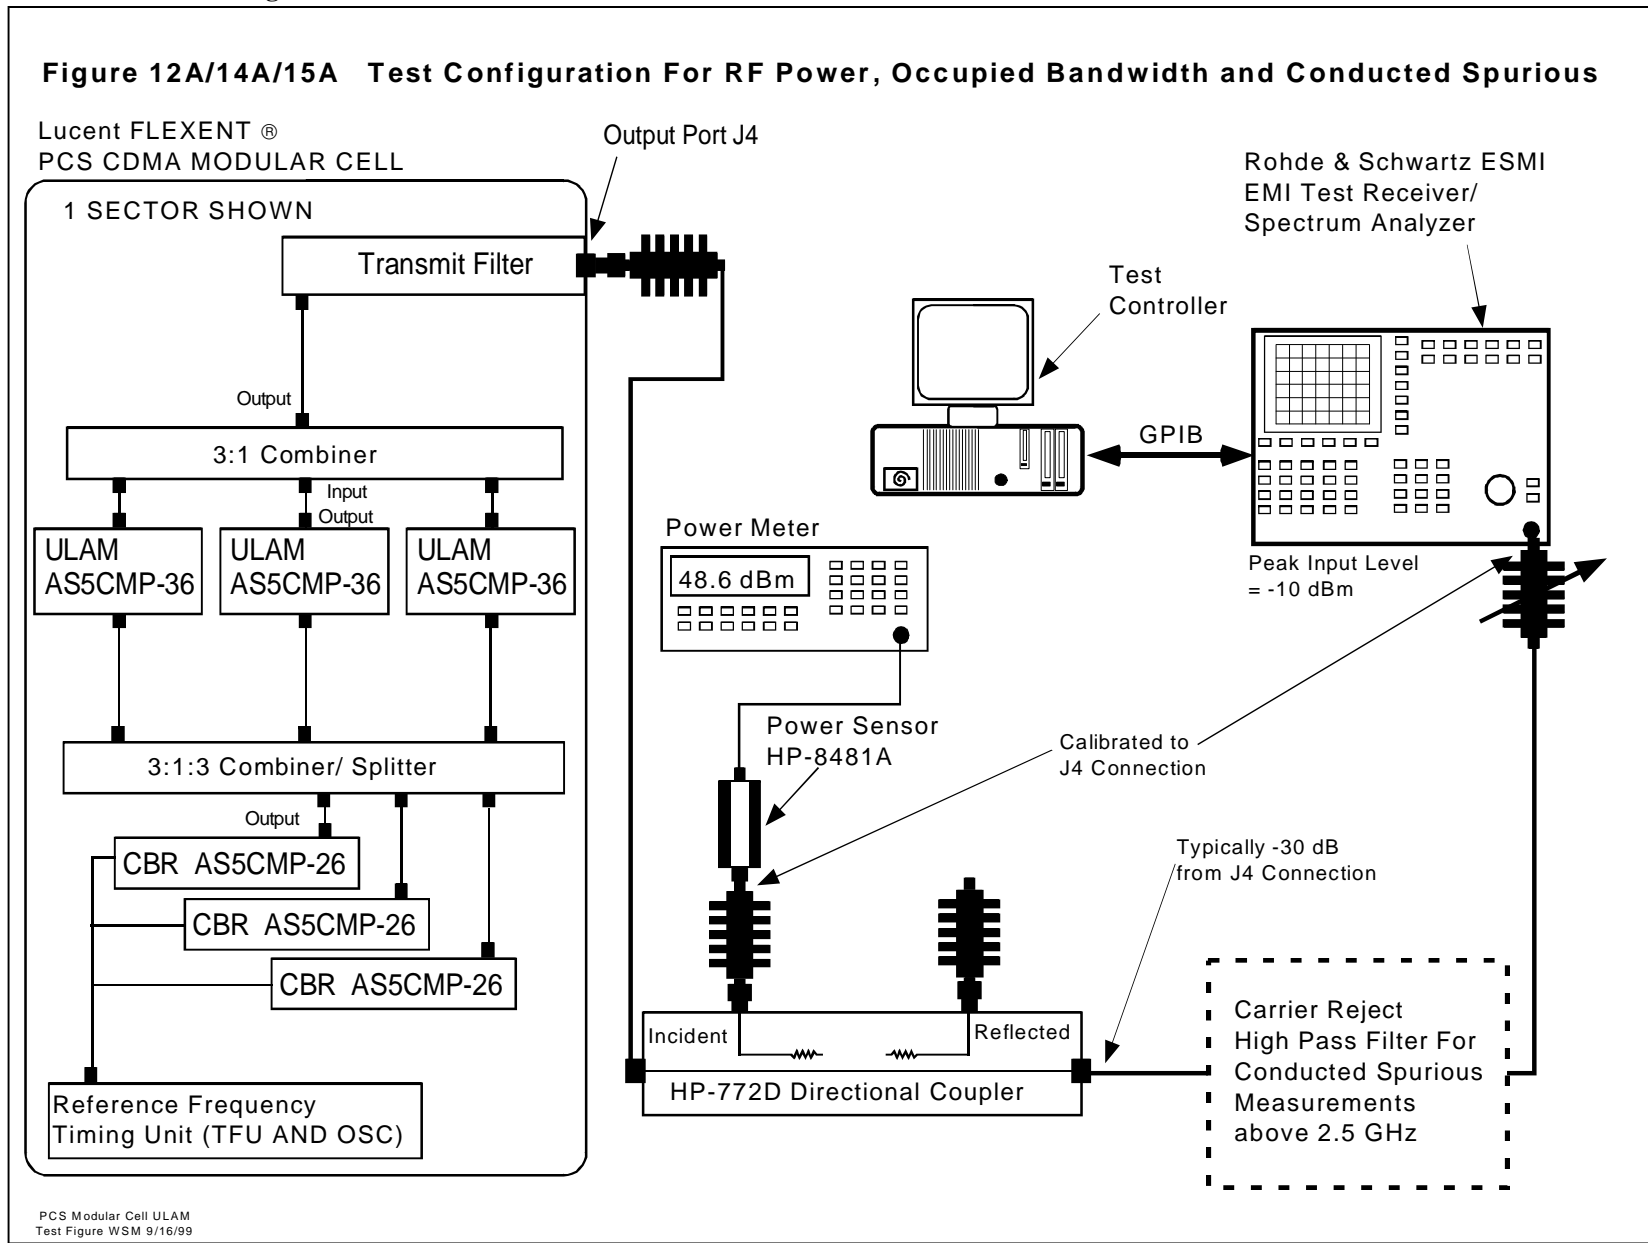 Figure 12A/14A/15A Test Configuration For RF Power, Occupied Bandwidth and Conducted Spurious
Lucent FLEXENT ®
PCS CDMA MODULAR CELL
Output Port J4
1 SECTOR SHOWN
Transmit Filter
Rohde & Schwartz ESMI
EMI Test Receiver/
Spectrum Analyzer
Test
Controller
Output
3:1 Combiner
GPIB
Input
Output
ULAM
AS5CMP-36
ULAM
AS5CMP-36
ULAM
AS5CMP-36
Power Meter
48.6 dBm
Peak Input Level
= -10 dBm
Power Sensor
HP-8481A
Calibrated to
J4 Connection
3:1:3 Combiner/ Splitter
Output
CBR AS5CMP-26
CBR AS5CMP-26
CBR AS5CMP-26
Typically -30 dB
from J4 Connection
Incident
Reflected
HP-772D Directional Coupler
Carrier Reject
High Pass Filter For
Conducted Spurious
Measurements
above 2.5 GHz
Reference Frequency
Timing Unit (TFU AND OSC)
PCS Modular Cell ULAM
Test Figure WSM 9/16/99